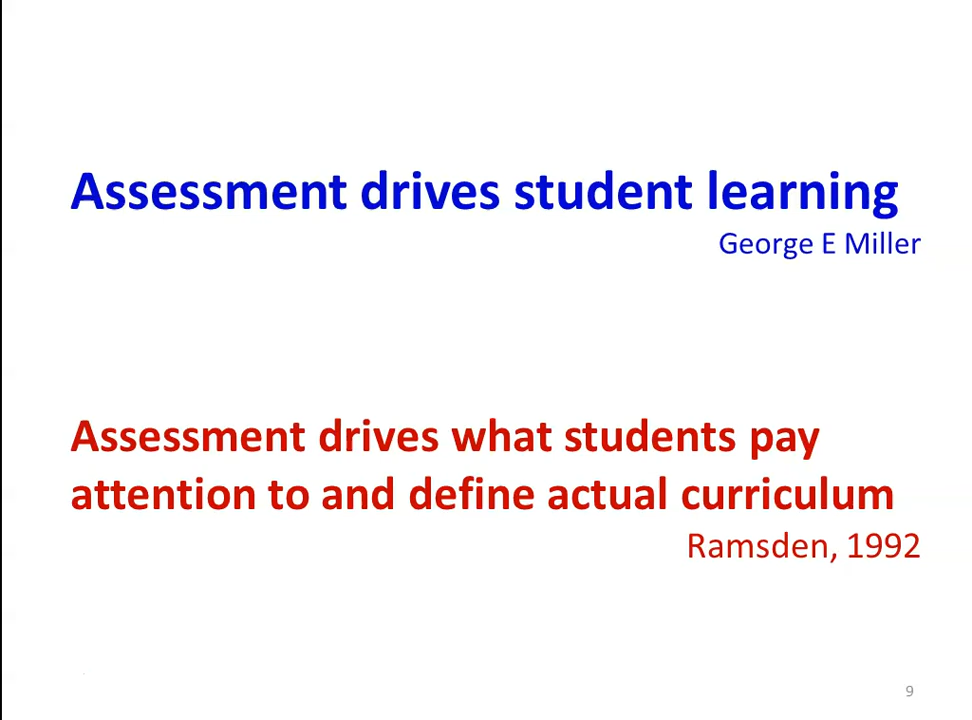 Assessment drives student learning
George E Miller
Assessment drives what students pay
attention to and define actual curriculum
Ramsden, 1992
9